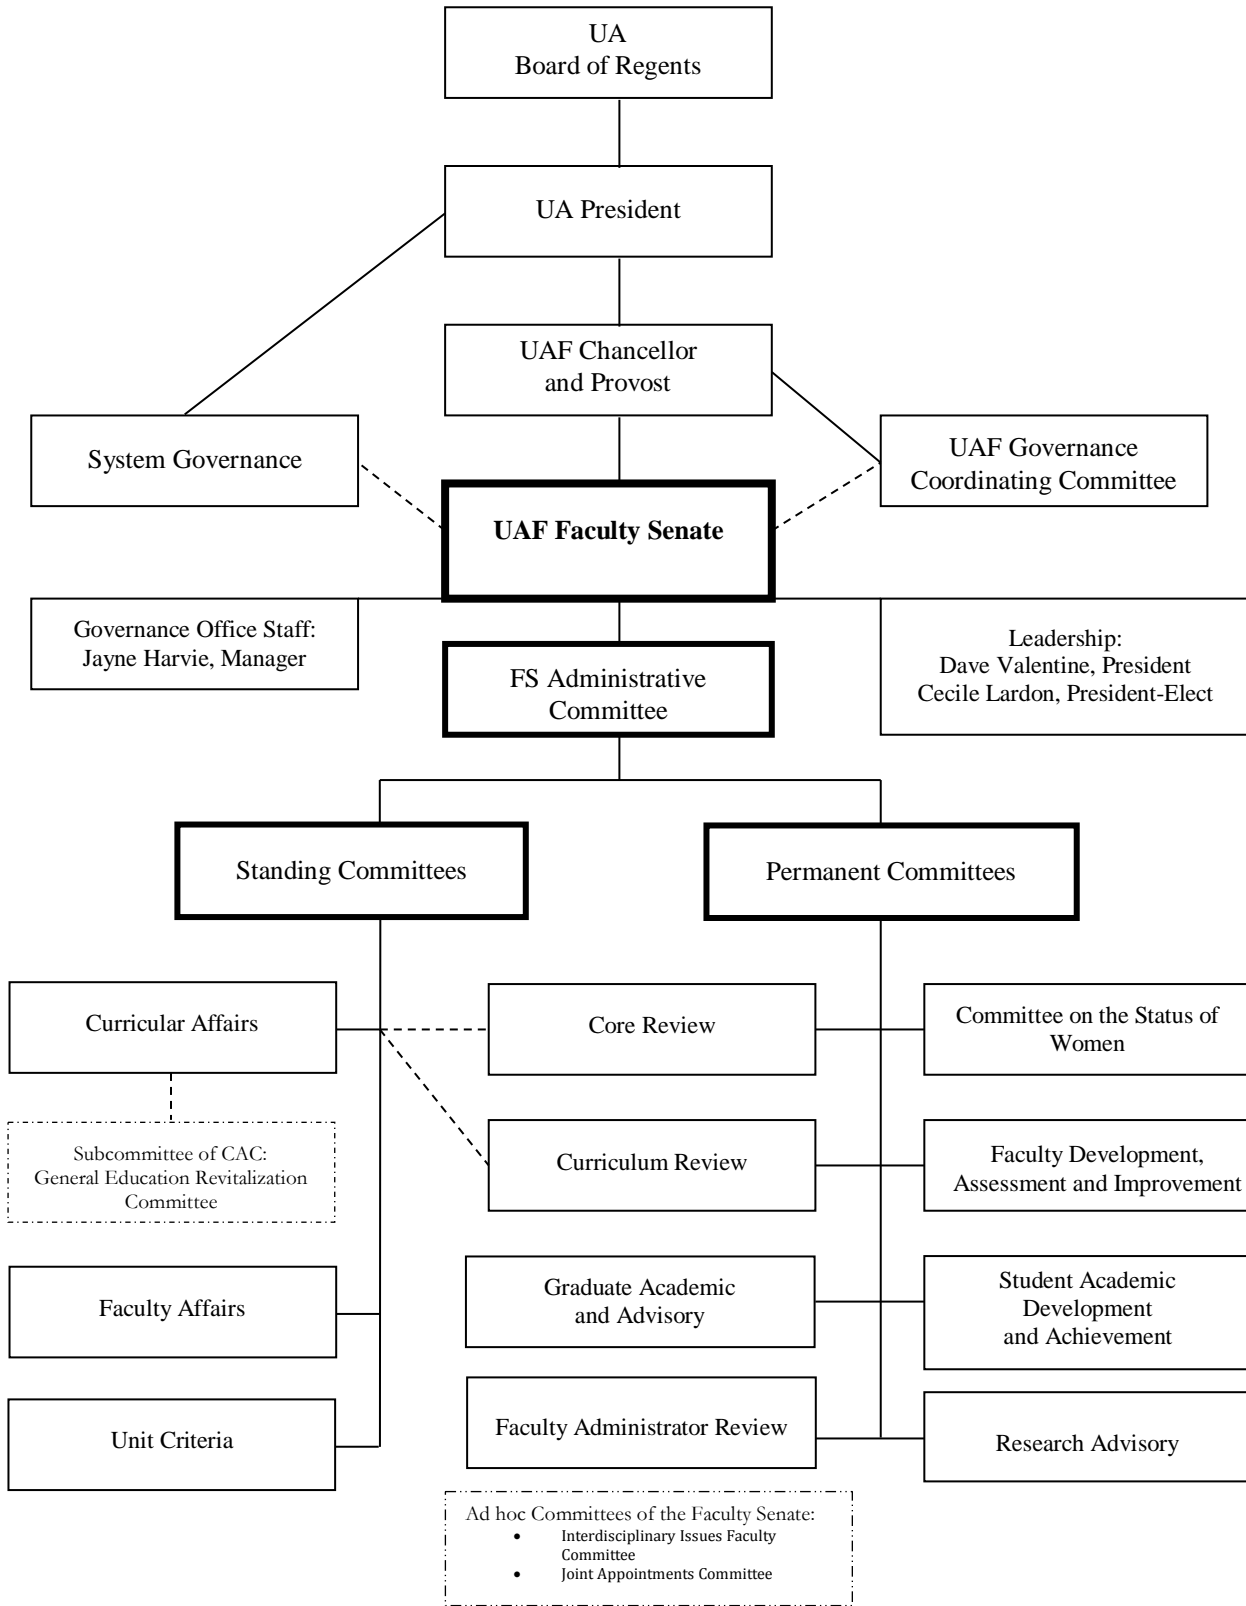 UA
Board of Regents
UA President
UAF Chancellor
and Provost
System Governance
UAF Governance
Coordinating Committee
UAF Faculty Senate
Governance Office Staff:
Jayne Harvie, Manager
FS Administrative
Committee
Leadership:
Dave Valentine, President
Cecile Lardon, President-Elect
Standing Committees
Permanent Committees
Curricular Affairs
Core Review
Committee on the Status of
Women
Subcommittee of CAC:
General Education Revitalization
Committee
Curriculum Review
Faculty Development,
Assessment and Improvement
Faculty Affairs
Graduate Academic
and Advisory
Student Academic
Development
and Achievement
Unit Criteria
Faculty Administrator Review
Research Advisory
Ad hoc Committees of the Faculty Senate:
• Interdisciplinary Issues Faculty
Committee
• Joint Appointments Committee